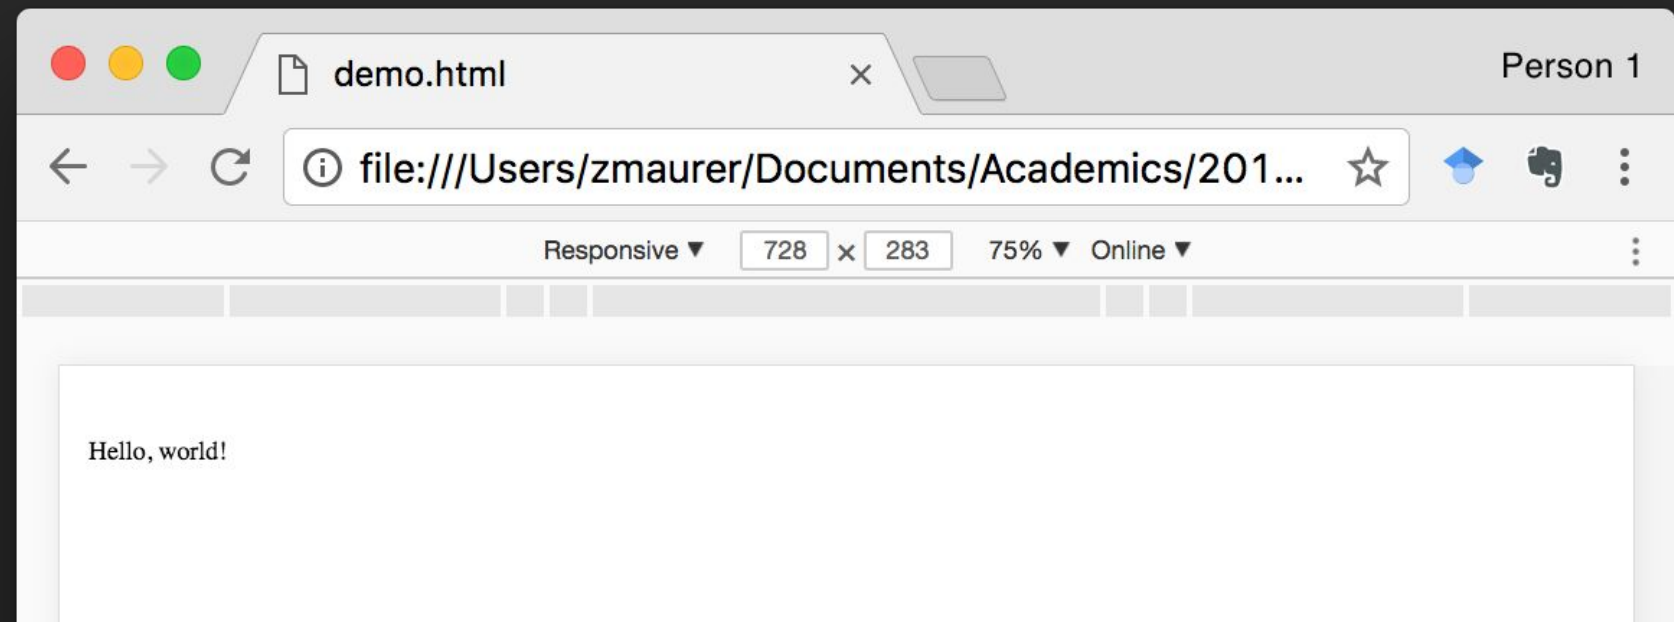 demo.html
Person 1
file:///Users/zmaurer/Documents/Academics/201...
Responsive 728 × 283 75% Online
Hello, world!